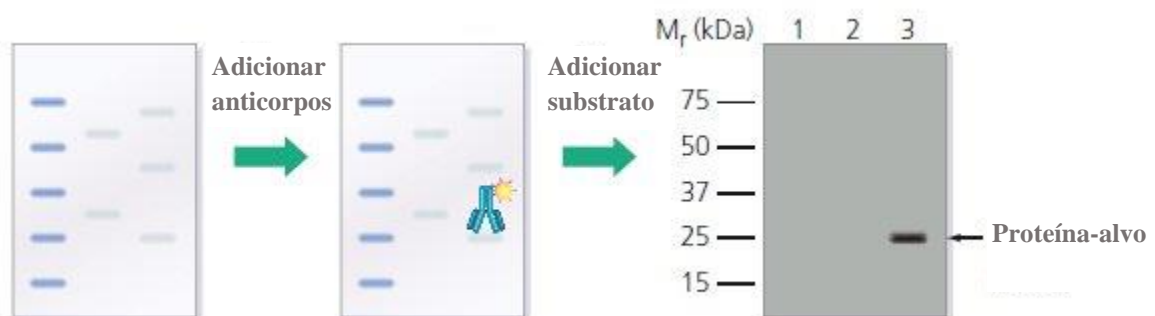 Adicionar
anticorpos
Adicionar
substrato
Mr (kDa) 1 2 3
75
50
37
25
15
Proteína-alvo